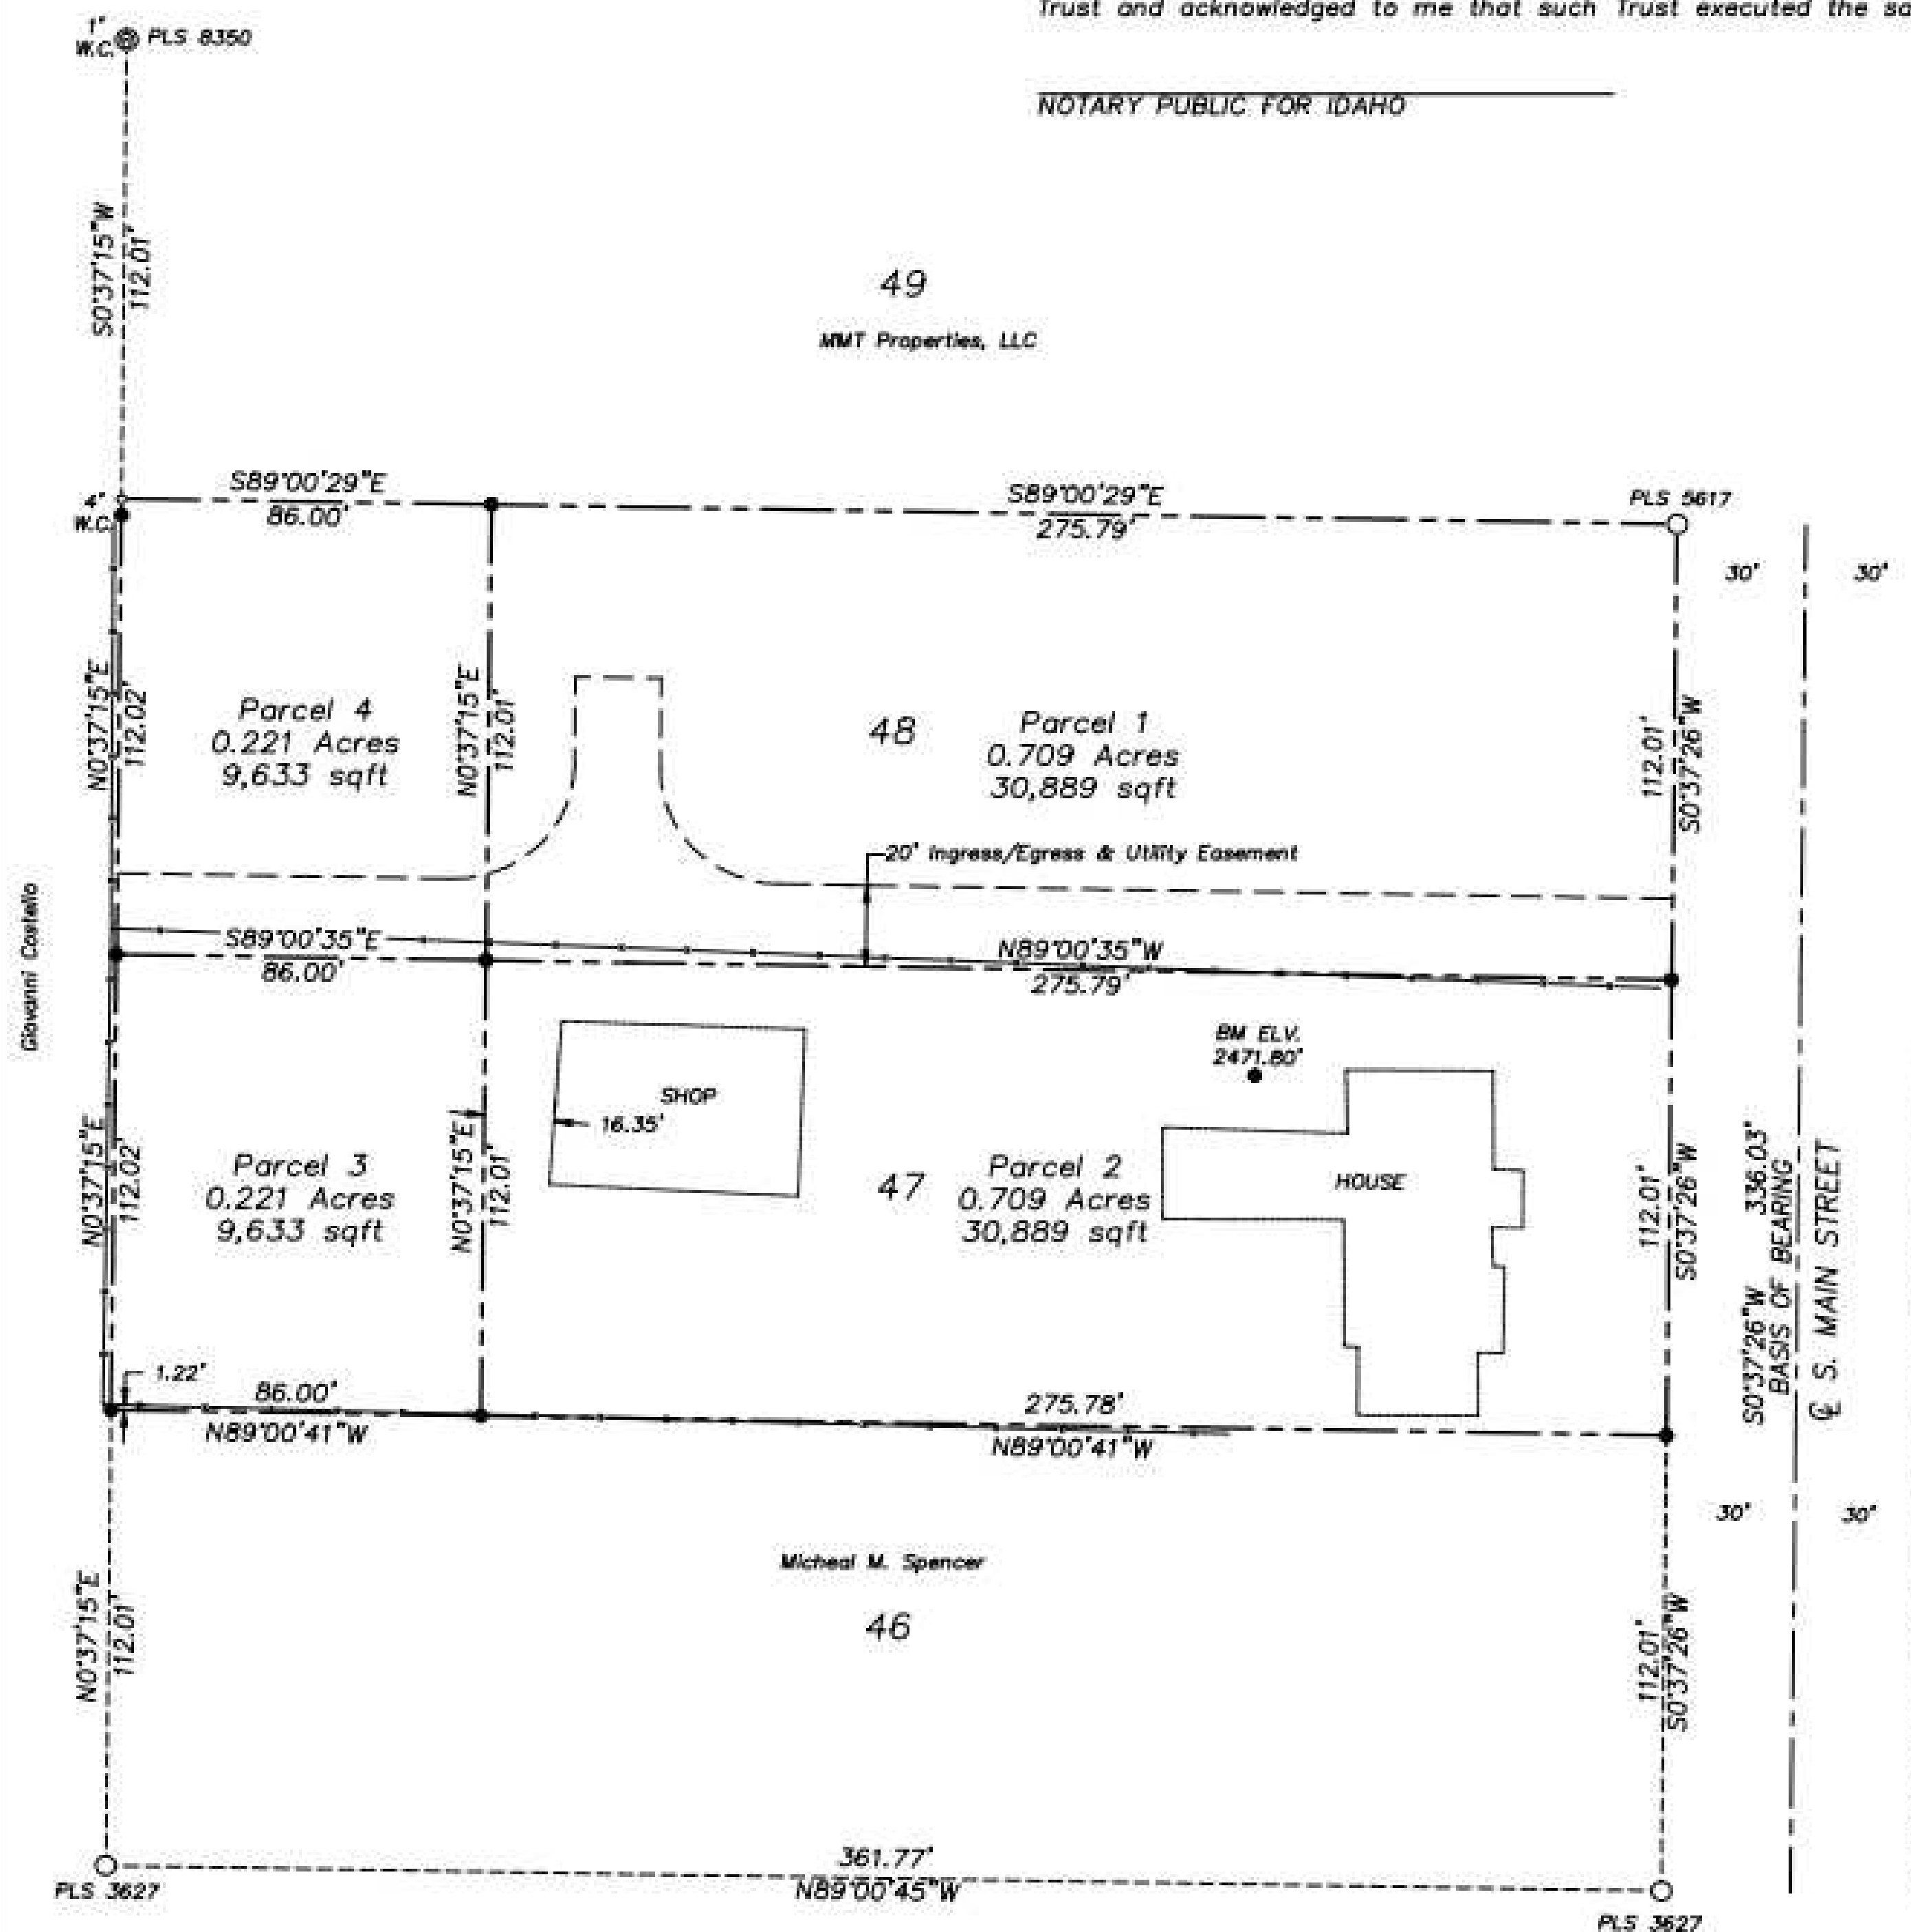 Trust and acknowledged to me that such Trust executed the sa
NOTARY PUBLIC FOR IDAHO
1'
W.C.
PLS 8350
S0°37'15"W
112.01'
49
MMT Properties, LLC
S89°00'29"E
86.00'
S89°00'29"E
275.79'
PLS 5617
4'
W.C.
30'
30'
N0°37'15"E
112.02'
Parcel 4
0.221 Acres
9,633 sqft
N0°37'15"E
112.01'
48
Parcel 1
0.709 Acres
30,889 sqft
112.01'
S0°37'26"W
20' Ingress/Egress & Utility Easement
Giovanni Costello
S89°00'35"E
86.00'
N89°00'35"W
275.79'
BM ELV.
2471.80'
SHOP
16.35'
N0°37'15"E
112.02'
Parcel 3
0.221 Acres
9,633 sqft
N0°37'15"E
112.01'
47
Parcel 2
0.709 Acres
30,889 sqft
HOUSE
112.01'
S0°37'26"W
S0°37'26"W 336.03'
BASIS OF BEARING
℄ S. MAIN STREET
1.22'
86.00'
N89°00'41"W
275.78'
N89°00'41"W
30'
30'
Micheal M. Spencer
46
N0°37'15"E
112.01'
112.01'
S0°37'26"W
361.77'
N89°00'45"W
PLS 3627
PLS 3627